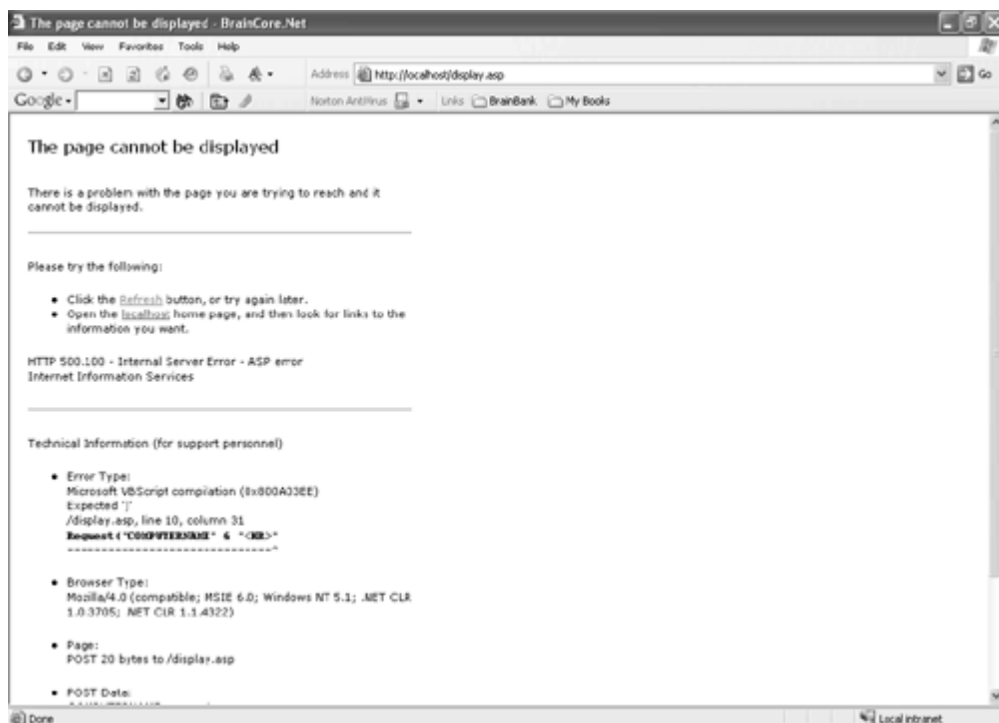 The page cannot be displayed - BrainCore.Net
File Edit View Favorites Tools Help
Address http://localhost/display.asp Go
Google Norton AntiVirus Links BrainBank My Books
The page cannot be displayed
There is a problem with the page you are trying to reach and it
cannot be displayed.
Please try the following:
Click the Refresh button, or try again later.
Open the localhost home page, and then look for links to the
information you want.
HTTP 500.100 - Internal Server Error - ASP error
Internet Information Services
Technical Information (for support personnel)
Error Type:
Microsoft VBScript compilation (0x800A03EE)
Expected ')'
/display.asp, line 10, column 31
Request("COMPUTERNAME" & "<BR>"
------------------------------^
Browser Type:
Mozilla/4.0 (compatible; MSIE 6.0; Windows NT 5.1; .NET CLR
1.0.3705; .NET CLR 1.1.4322)
Page:
POST 20 bytes to /display.asp
POST Data:
Done Local intranet